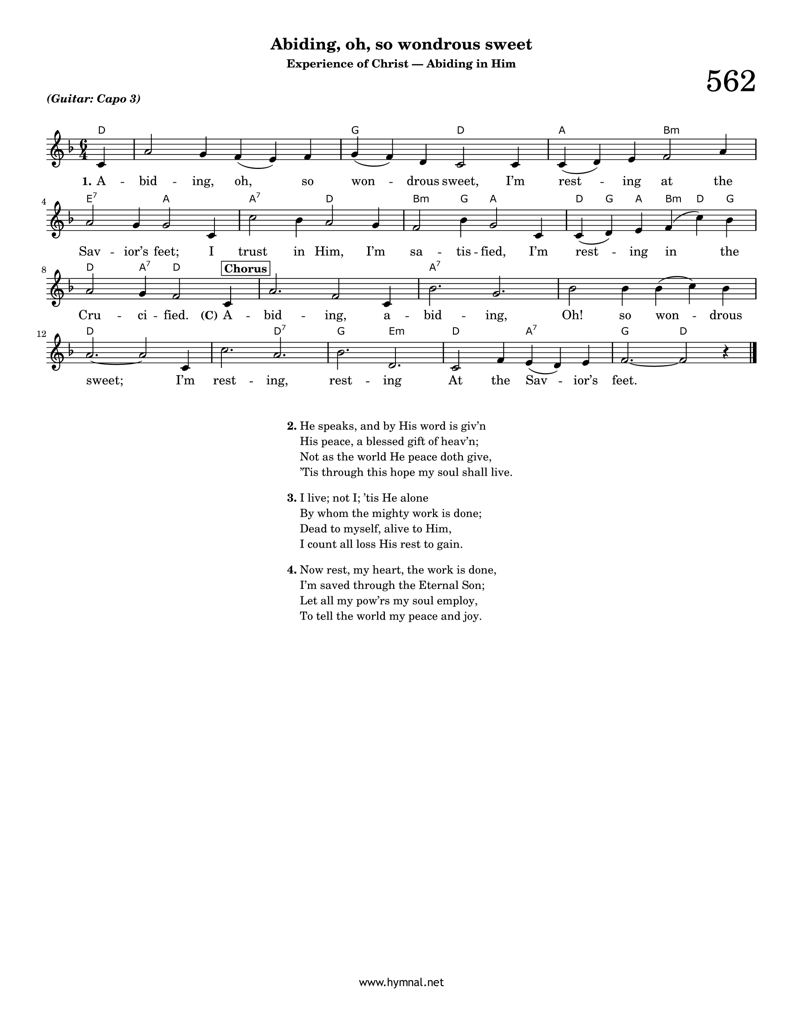 Abiding, oh, so wondrous sweet
Experience of Christ — Abiding in Him
562
(Guitar: Capo 3)
D G D A Bm
6
4
1. A - bid - ing, oh, so won - drous sweet, I'm rest - ing at the
4
E7 A A7 D Bm G A D G A Bm D G
Sav - ior's feet; I trust in Him, I'm sa - tis - fied, I'm rest - ing in the
8
D A7 D Chorus A7
Cru - ci - fied. (C) A - bid - ing, a - bid - ing, Oh! so won - drous
12
D D7 G Em D A7 G D
sweet; I'm rest - ing, rest - ing At the Sav - ior's feet.
2. He speaks, and by His word is giv'n
His peace, a blessed gift of heav'n;
Not as the world He peace doth give,
'Tis through this hope my soul shall live.
3. I live; not I; 'tis He alone
By whom the mighty work is done;
Dead to myself, alive to Him,
I count all loss His rest to gain.
4. Now rest, my heart, the work is done,
I'm saved through the Eternal Son;
Let all my pow'rs my soul employ,
To tell the world my peace and joy.
www.hymnal.net